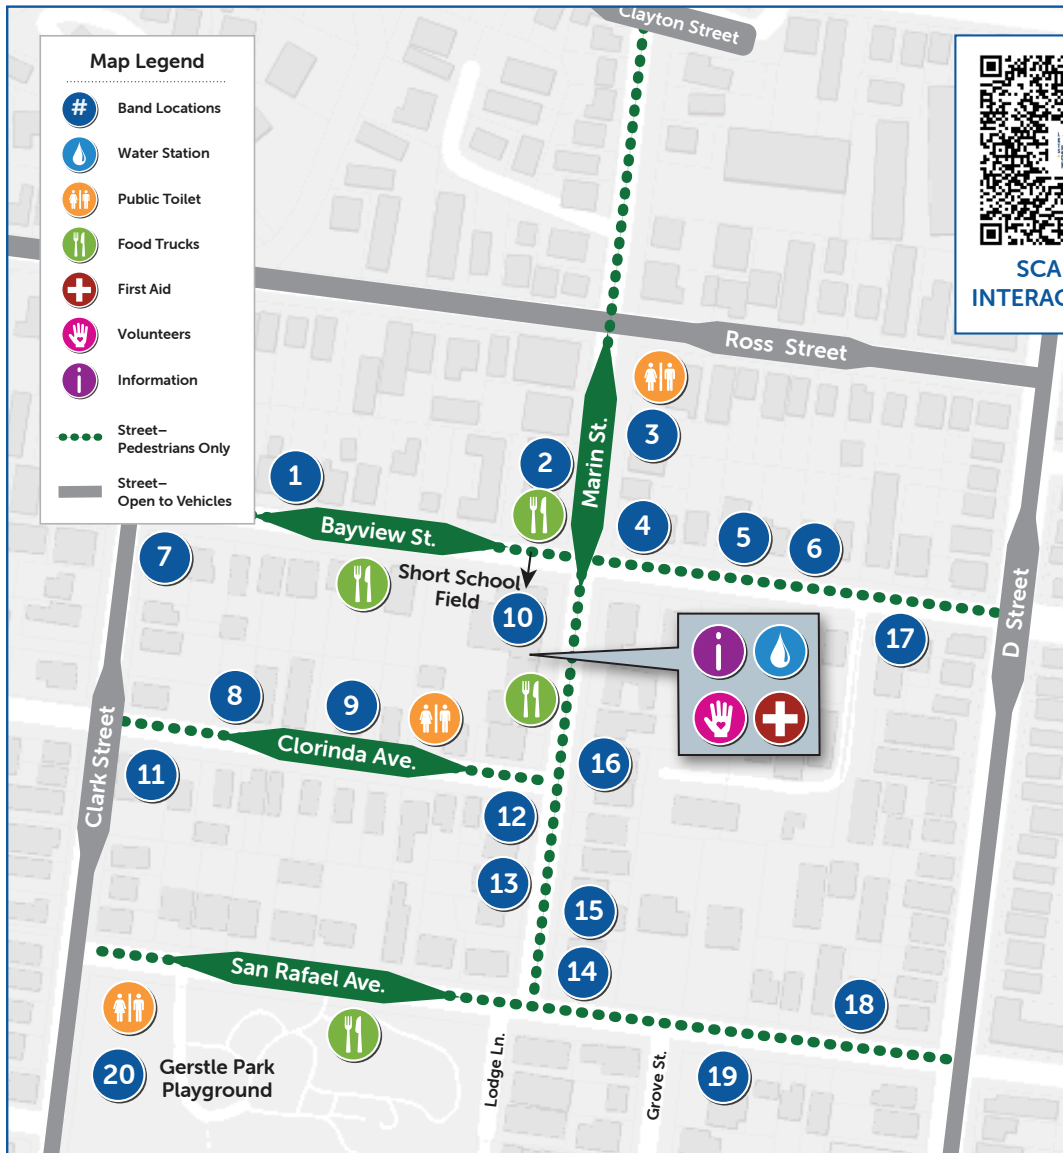 Clayton Street
Map Legend
#
Band Locations
Water Station
Public Toilet
Food Trucks
First Aid
Volunteers
i
Information
Street–
Pedestrians Only
Street–
Open to Vehicles
SCA
INTERAC
Ross Street
Marin St.
3
2
1
4
5
6
Bayview St.
7
Short School
Field
10
17
D Street
i
8
9
Clorinda Ave.
16
11
Clark Street
12
13
15
14
San Rafael Ave.
18
20
Gerstle Park
Playground
Lodge Ln.
Grove St.
19